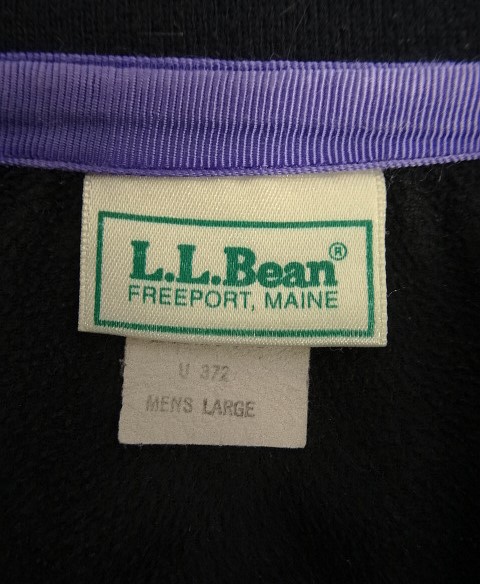 L.L.Bean®
FREEPORT, MAINE
U 372
MENS LARGE